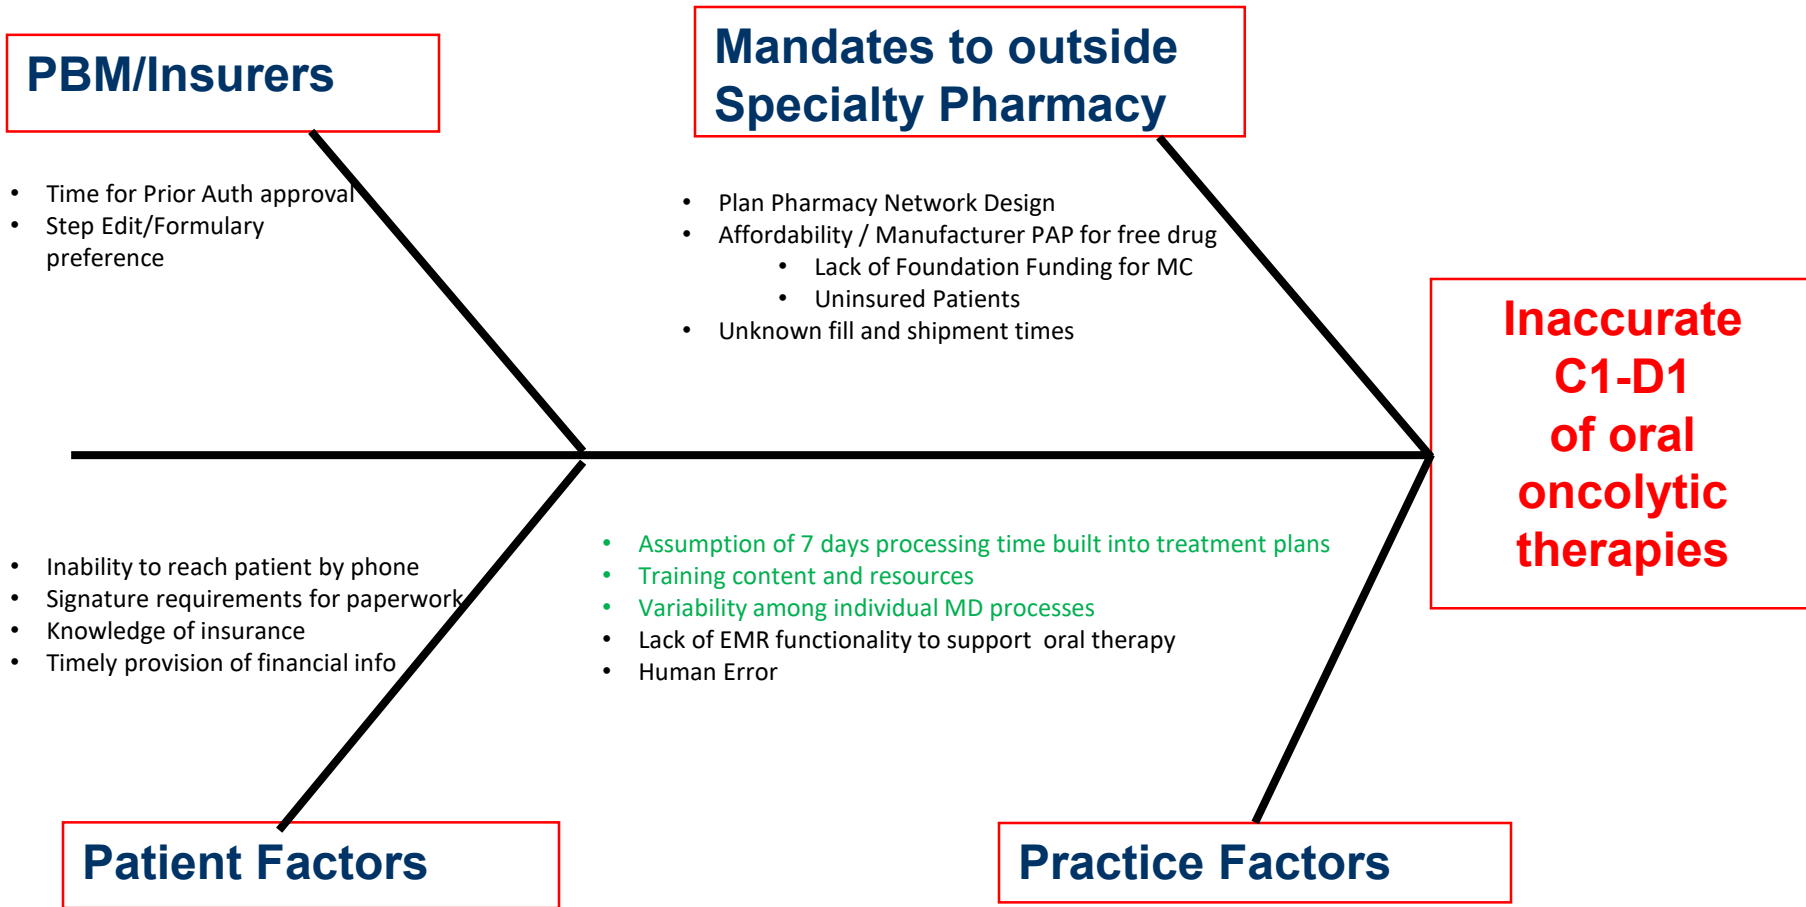 PBM/Insurers
• Time for Prior Auth approval
• Step Edit/Formulary
preference
Mandates to outside
Specialty Pharmacy
• Plan Pharmacy Network Design
• Affordability / Manufacturer PAP for free drug
• Lack of Foundation Funding for MC
• Uninsured Patients
• Unknown fill and shipment times
Inaccurate
C1-D1
of oral
oncolytic
therapies
• Inability to reach patient by phone
• Signature requirements for paperwork
• Knowledge of insurance
• Timely provision of financial info
Patient Factors
• Assumption of 7 days processing time built into treatment plans
• Training content and resources
• Variability among individual MD processes
• Lack of EMR functionality to support oral therapy
• Human Error
Practice Factors